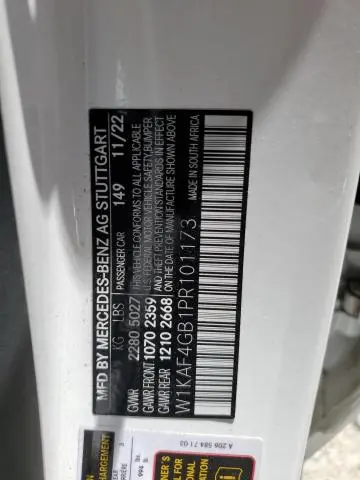 MFD BY MERCEDES-BENZ AG STUTTGART
PASSENGER CAR 149 11/22
KG LBS
GVWR 2280 5027
GAWR FRONT 1070 2359
GAWR REAR 1210 2668
THIS VEHICLE CONFORMS TO ALL APPLICABLE
U.S. FEDERAL MOTOR VEHICLE SAFETY, BUMPER
AND THEFT PREVENTION STANDARDS IN EFFECT
ON THE DATE OF MANUFACTURE SHOWN ABOVE
W1KAF4GB1PR101173
MADE IN SOUTH AFRICA
A 206 584 71 03
CHARGEMENT
994